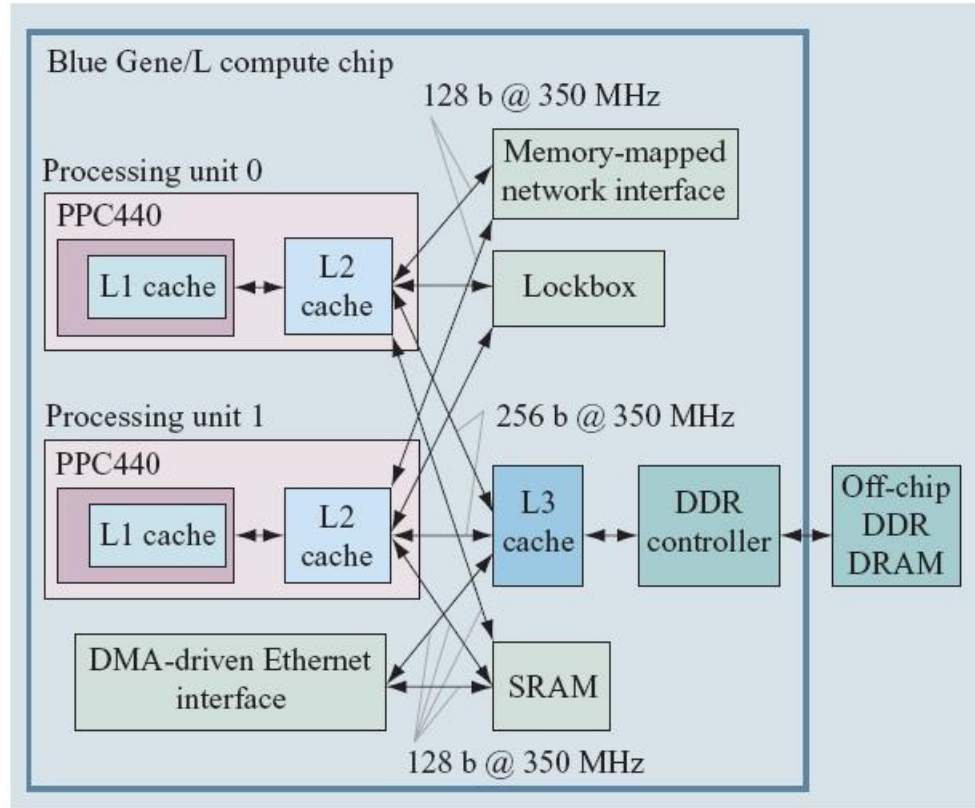 Blue Gene/L compute chip
128 b @ 350 MHz
Processing unit 0
PPC440
L1 cache
L2
cache
Memory-mapped
network interface
Lockbox
Processing unit 1
256 b @ 350 MHz
PPC440
L1 cache
L2
cache
L3
cache
DDR
controller
Off-chip
DDR
DRAM
DMA-driven Ethernet
interface
SRAM
128 b @ 350 MHz